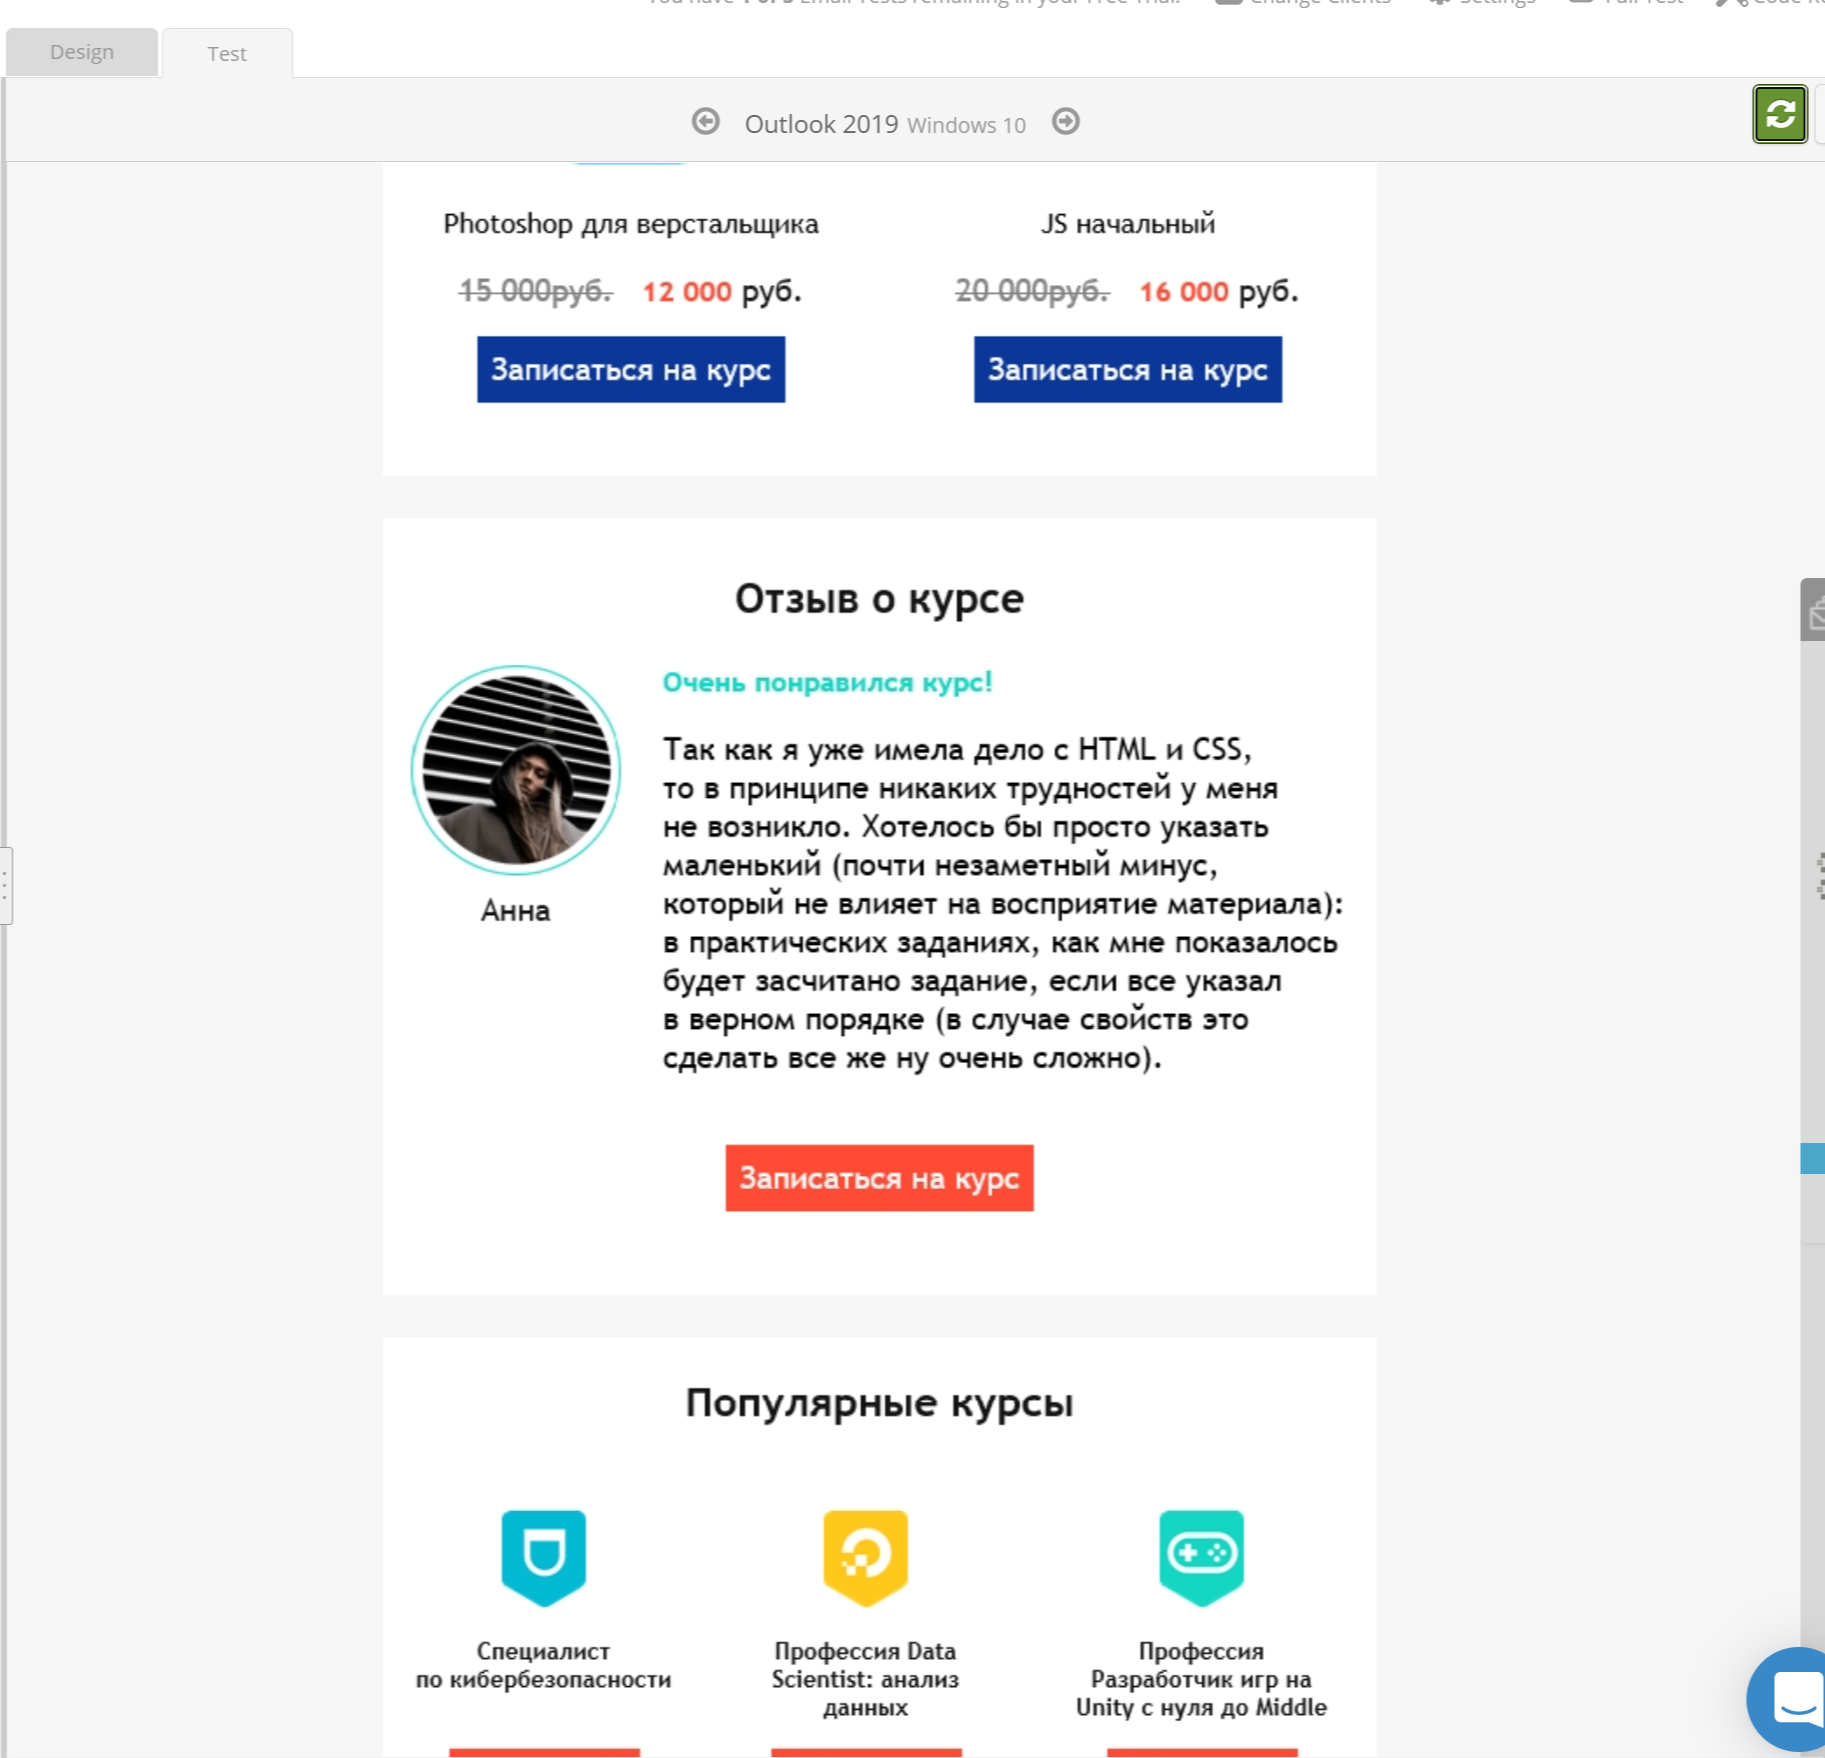 Design
Test
Outlook 2019 Windows 10
Photoshop для верстальщика
15 000руб. 12 000 руб.
Записаться на курс
JS начальный
20 000руб. 16 000 руб.
Записаться на курс
Отзыв о курсе
Анна
Очень понравился курс!
Так как я уже имела дело с HTML и CSS,
то в принципе никаких трудностей у меня
не возникло. Хотелось бы просто указать
маленький (почти незаметный минус,
который не влияет на восприятие материала):
в практических заданиях, как мне показалось
будет засчитано задание, если все указал
в верном порядке (в случае свойств это
сделать все же ну очень сложно).
Записаться на курс
Популярные курсы
Специалист
по кибербезопасности
Профессия Data
Scientist: анализ
данных
Профессия
Разработчик игр на
Unity с нуля до Middle